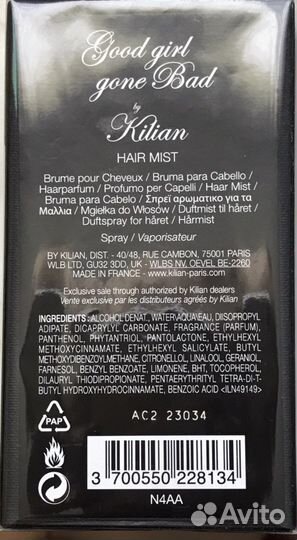 Good girl
gone Bad
by
Kilian
HAIR MIST
Brume pour Cheveux / Bruma para Cabello /
Haarparfum / Profumo per Capelli / Haar Mist /
Bruma para Cabelo / Σπρεϊ αρωματικο για τα
Μαλλια / Mgiełka do Włosów / Duftmist til håret /
Duftspray for håret / Hårmist
Spray / Vaporisateur
BY KILIAN, DIST. - 40/48, RUE CAMBON, 75001 PARIS
WLB LTD, GU32 3DD, UK - WLBS NV, OEVEL BE-2260
MADE IN FRANCE - www.kilian-paris.com
Exclusive sale through authorized by Kilian dealers
Vente exclusive par les distributeurs agréés by Kilian
INGREDIENTS: ALCOHOL DENAT., WATER\AQUA\EAU, DIISOPROPYL
ADIPATE, DICAPRYLYL CARBONATE, FRAGRANCE (PARFUM),
PANTHENOL, PHYTANTRIOL, PANTOLACTONE, ETHYLHEXYL
METHOXYCINNAMATE, ETHYLHEXYL SALICYLATE, BUTYL
METHOXYDIBENZOYLMETHANE, CITRONELLOL, LINALOOL, GERANIOL,
FARNESOL, BENZYL BENZOATE, LIMONENE, BHT, TOCOPHEROL,
DILAURYL THIODIPROPIONATE, PENTAERYTHRITYL TETRA-DI-T-
BUTYL HYDROXYHYDROCINNAMATE, BENZOIC ACID <ILN49149>
AC2 23034
PAP
3 700550 228134
N4AA
Avito